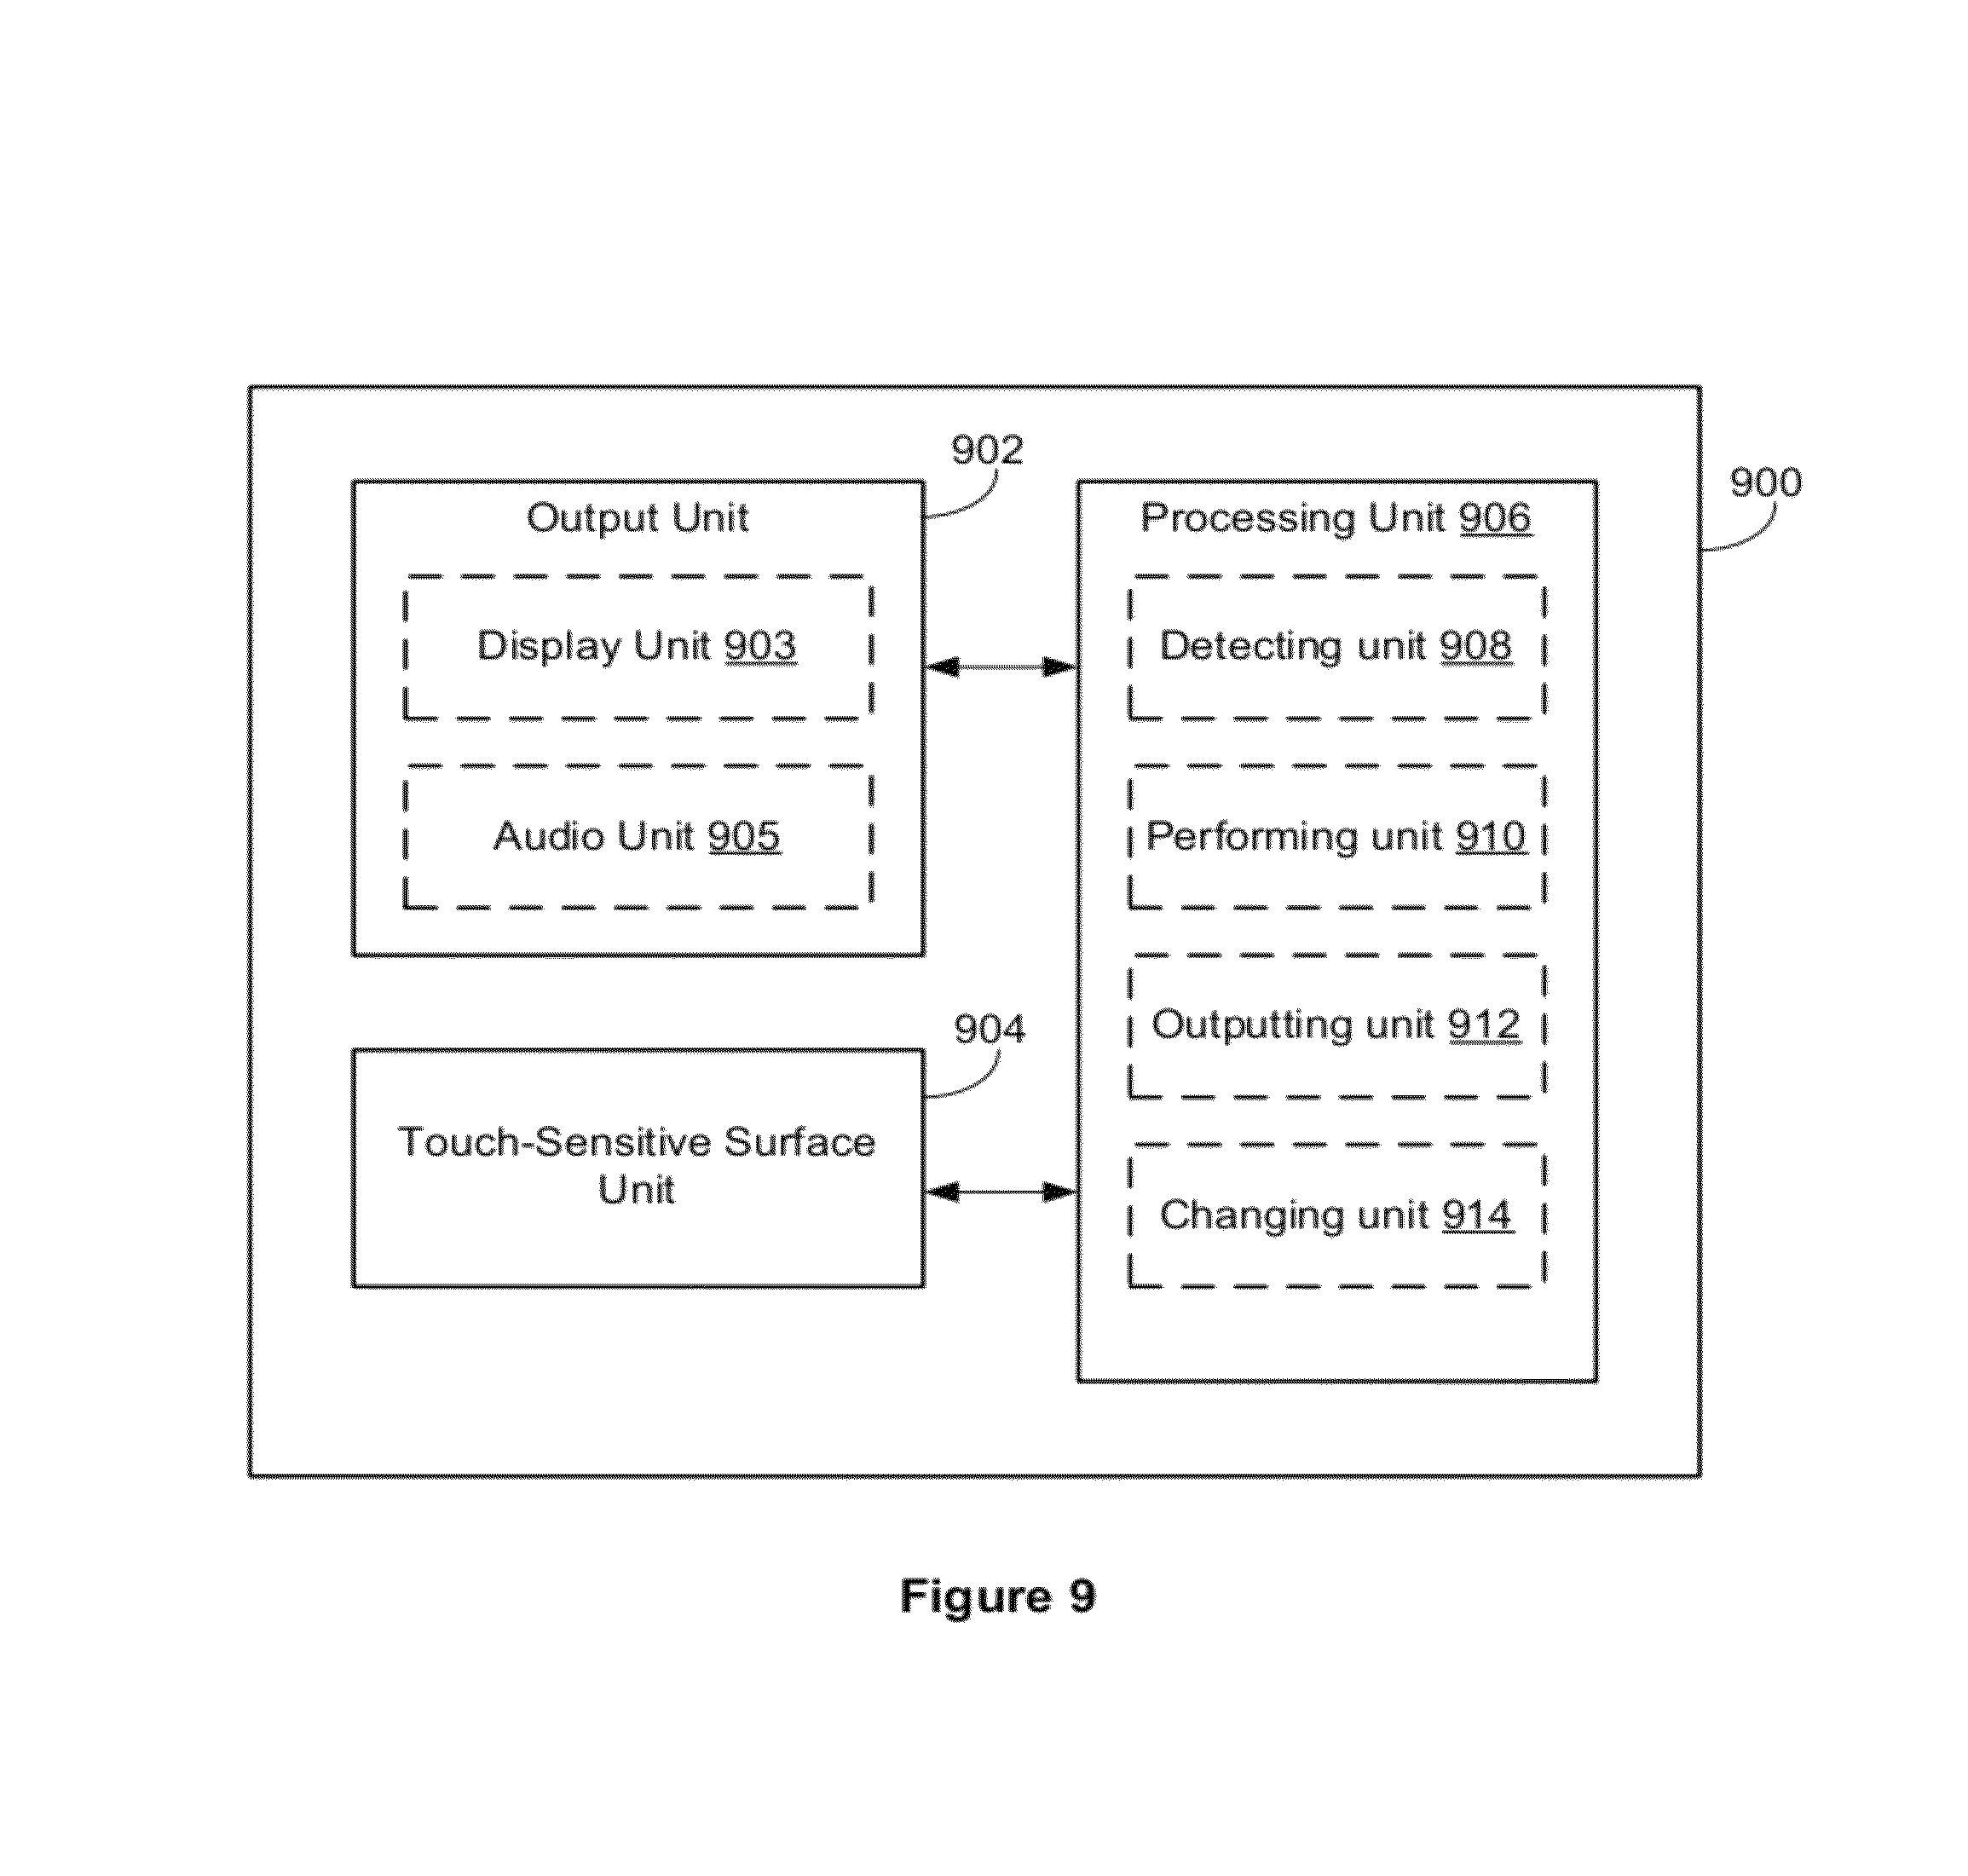 902
900
Output Unit
Display Unit 903
Audio Unit 905
904
Touch-Sensitive Surface
Unit
Processing Unit 906
Detecting unit 908
Performing unit 910
Outputting unit 912
Changing unit 914
Figure 9